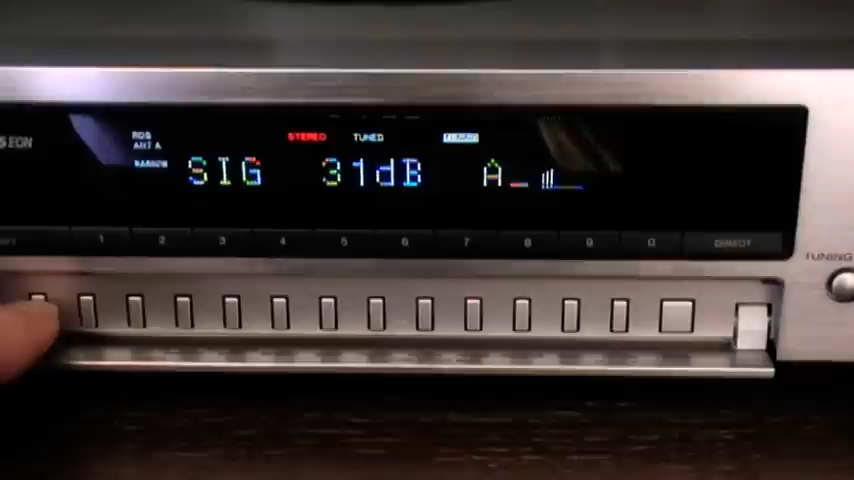 RDS STEREO TUNED
EON
ANT A
NARROW SIG 31dB A
1 2 3 4 5 6 7 8 9 0 DIRECT
TUNING